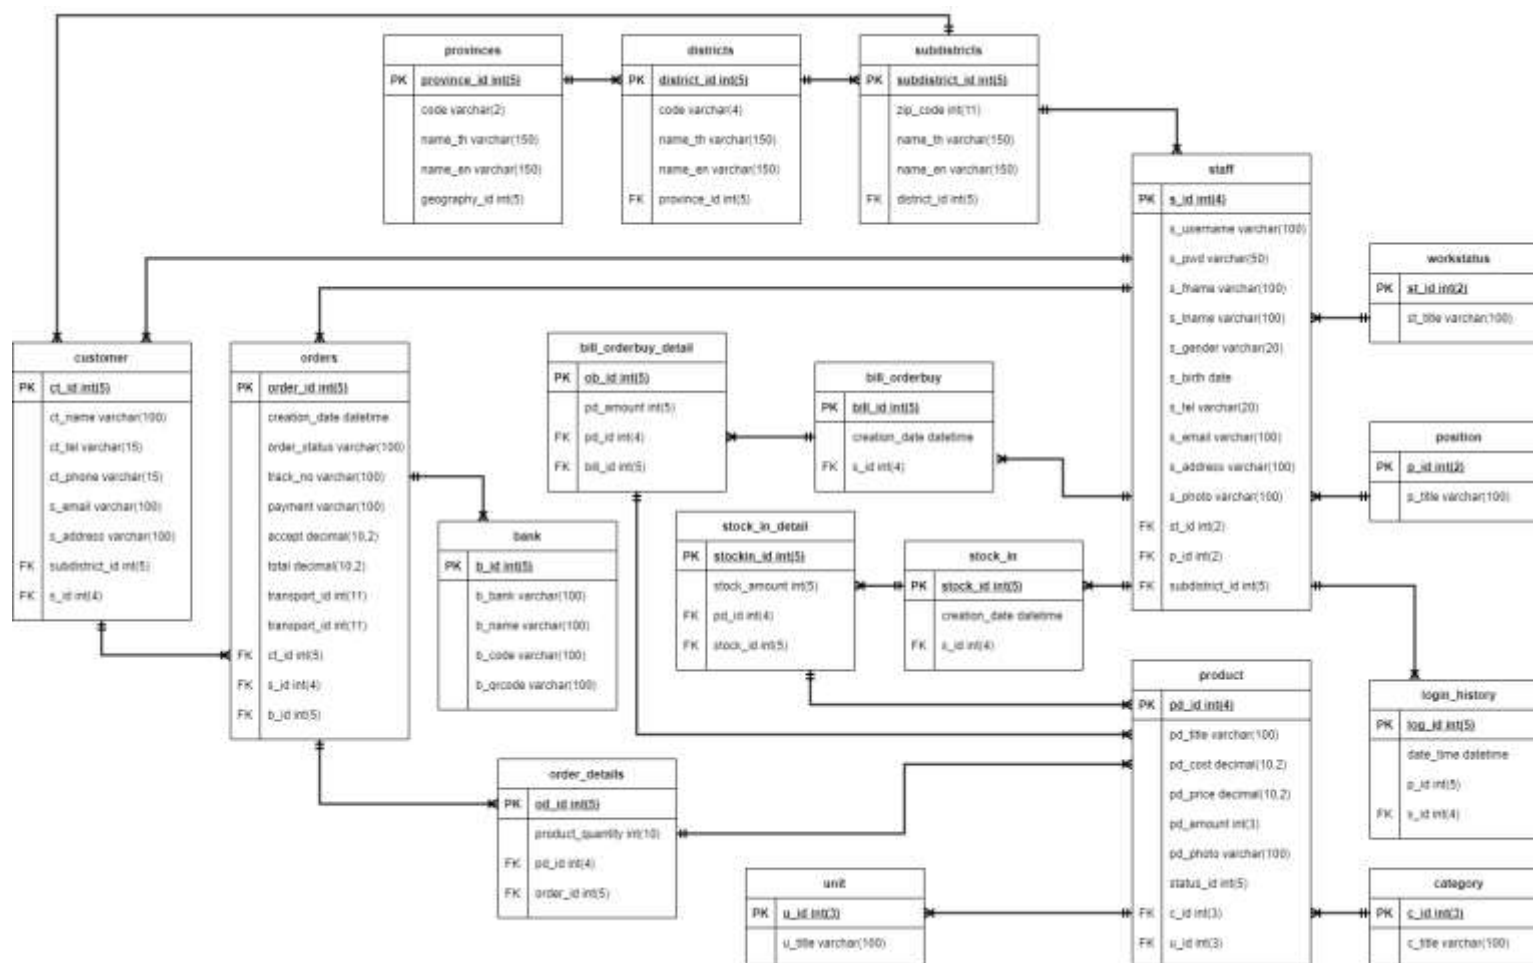 provinces
PK province_id int(5)
code varchar(2)
name_th varchar(150)
name_en varchar(150)
geography_id int(5)
districts
PK district_id int(5)
code varchar(4)
name_th varchar(150)
name_en varchar(150)
FK province_id int(5)
subdistricts
PK subdistrict_id int(5)
zip_code int(11)
name_th varchar(150)
name_en varchar(150)
FK district_id int(5)
staff
PK s_id int(4)
s_username varchar(100)
s_pwd varchar(50)
s_fname varchar(100)
s_lname varchar(100)
s_gender varchar(20)
s_birth date
s_tel varchar(20)
s_email varchar(100)
s_address varchar(100)
s_photo varchar(100)
FK st_id int(2)
FK p_id int(2)
FK subdistrict_id int(5)
workstatus
PK st_id int(2)
st_title varchar(100)
customer
PK ct_id int(5)
ct_name varchar(100)
ct_tel varchar(15)
ct_phone varchar(15)
s_email varchar(100)
s_address varchar(100)
FK subdistrict_id int(5)
FK s_id int(4)
orders
PK order_id int(5)
creation_date datetime
order_status varchar(100)
track_no varchar(100)
payment varchar(100)
accept decimal(10,2)
total decimal(10,2)
transport_id int(11)
transport_id int(11)
FK ct_id int(5)
FK s_id int(4)
FK b_id int(5)
bill_orderbuy_detail
PK ob_id int(5)
pd_amount int(5)
FK pd_id int(4)
FK bill_id int(5)
bill_orderbuy
PK bill_id int(5)
creation_date datetime
FK s_id int(4)
position
PK p_id int(2)
p_title varchar(100)
bank
PK b_id int(5)
b_bank varchar(100)
b_name varchar(100)
b_code varchar(100)
b_qrcode varchar(100)
stock_in_detail
PK stockin_id int(5)
stock_amount int(5)
FK pd_id int(4)
FK stock_id int(5)
stock_in
PK stock_id int(5)
creation_date datetime
FK s_id int(4)
product
PK pd_id int(4)
pd_title varchar(100)
pd_cost decimal(10,2)
pd_price decimal(10,2)
pd_amount int(3)
pd_photo varchar(100)
status_id int(5)
FK c_id int(3)
FK u_id int(3)
login_history
PK log_id int(5)
date_time datetime
p_id int(5)
FK s_id int(4)
order_details
PK od_id int(5)
product_quantity int(10)
FK pd_id int(4)
FK order_id int(5)
unit
PK u_id int(3)
u_title varchar(100)
category
PK c_id int(3)
c_title varchar(100)